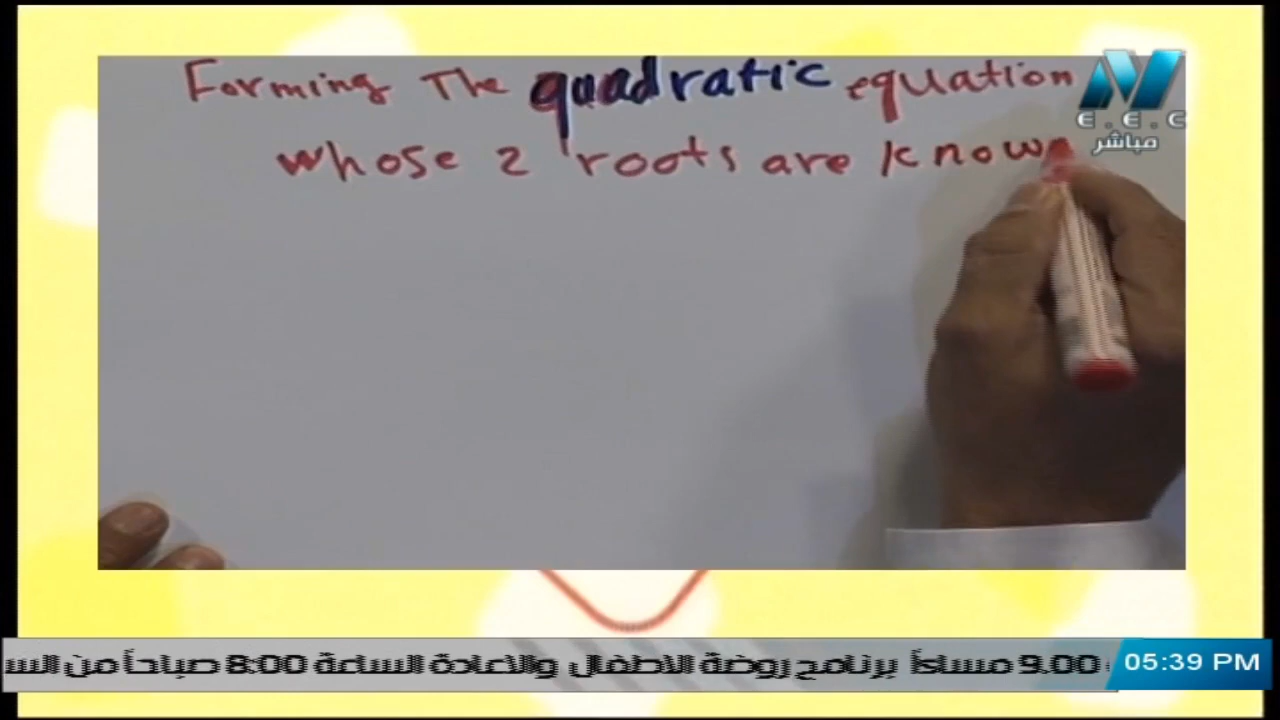 Forming The quadratic equation
whose 2 roots are known
E.E.C
مباشر
9.00 مساءاً برنامج روضة الاطفال والاعادة الساعة 8:00 صباحاً من
05:39 PM